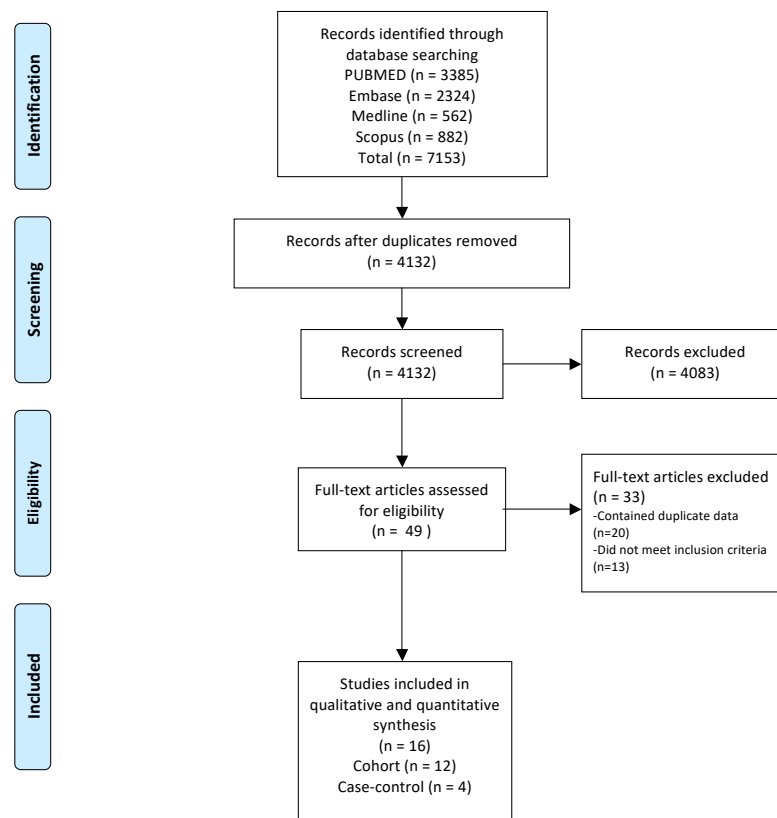 Identification
Records identified through
database searching
PUBMED (n = 3385)
Embase (n = 2324)
Medline (n = 562)
Scopus (n = 882)
Total (n = 7153)
Screening
Records after duplicates removed
(n = 4132)
Records screened
(n = 4132)
Records excluded
(n = 4083)
Eligibility
Full-text articles assessed
for eligibility
(n = 49 )
Full-text articles excluded
(n = 33)
-Contained duplicate data
(n=20)
-Did not meet inclusion criteria
(n=13)
Included
Studies included in
qualitative and quantitative
synthesis
(n = 16)
Cohort (n = 12)
Case-control (n = 4)